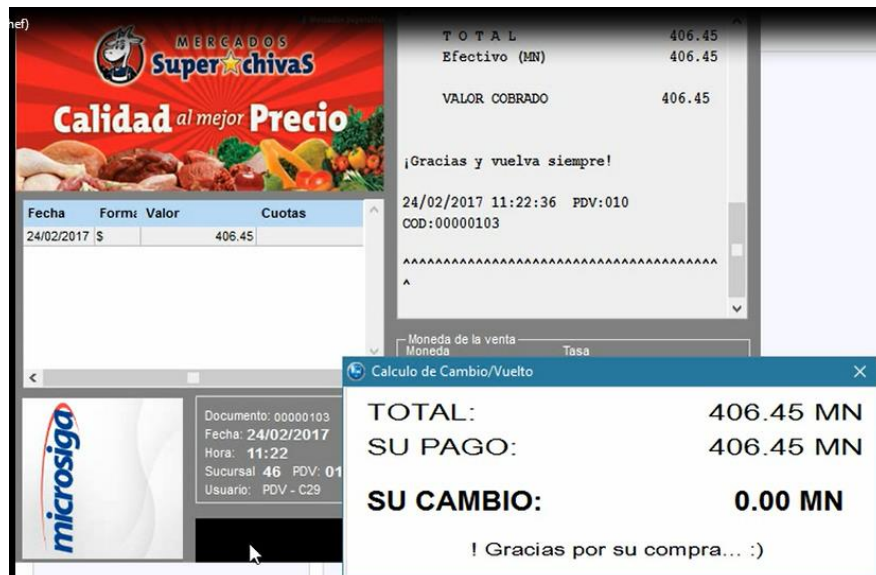 hef)
MERCADOS
Super chivaS
Calidad al mejor Precio
Fecha Forma Valor Cuotas
24/02/2017 $ 406.45
T O T A L 406.45
Efectivo (MN) 406.45
VALOR COBRADO 406.45
¡Gracias y vuelva siempre!
24/02/2017 11:22:36 PDV:010
COD:00000103
^^^^^^^^^^^^^^^^^^^^^^^^^^^^^^^^^^^^^^^
^
Moneda de la venta
Moneda Tasa
microsiga
Documento: 00000103
Fecha: 24/02/2017
Hora: 11:22
Sucursal 46 PDV: 01
Usuario: PDV - C29
Calculo de Cambio/Vuelto
TOTAL: 406.45 MN
SU PAGO: 406.45 MN
SU CAMBIO: 0.00 MN
! Gracias por su compra... :)